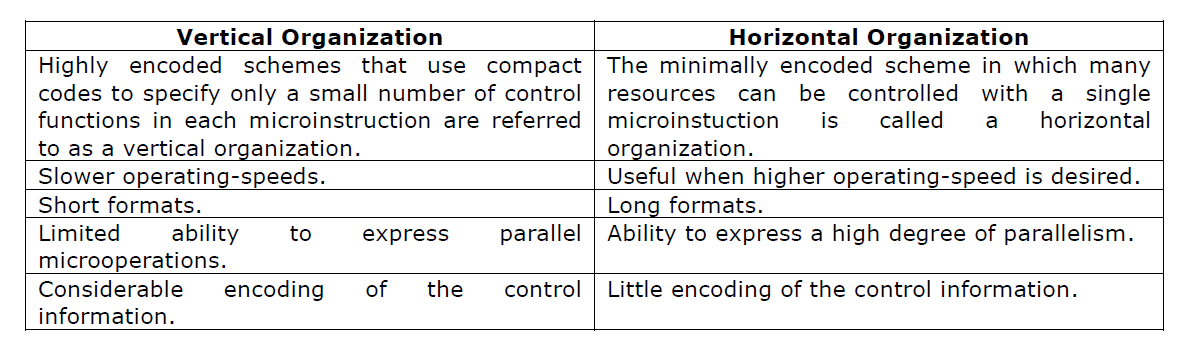 Vertical Organization
Horizontal Organization
Highly encoded schemes that use compact
codes to specify only a small number of control
functions in each microinstruction are referred
to as a vertical organization.
The minimally encoded scheme in which many
resources can be controlled with a single
microinstuction is called a horizontal
organization.
Slower operating-speeds.
Useful when higher operating-speed is desired.
Short formats.
Long formats.
Limited ability to express parallel
microoperations.
Ability to express a high degree of parallelism.
Considerable encoding of the control
information.
Little encoding of the control information.